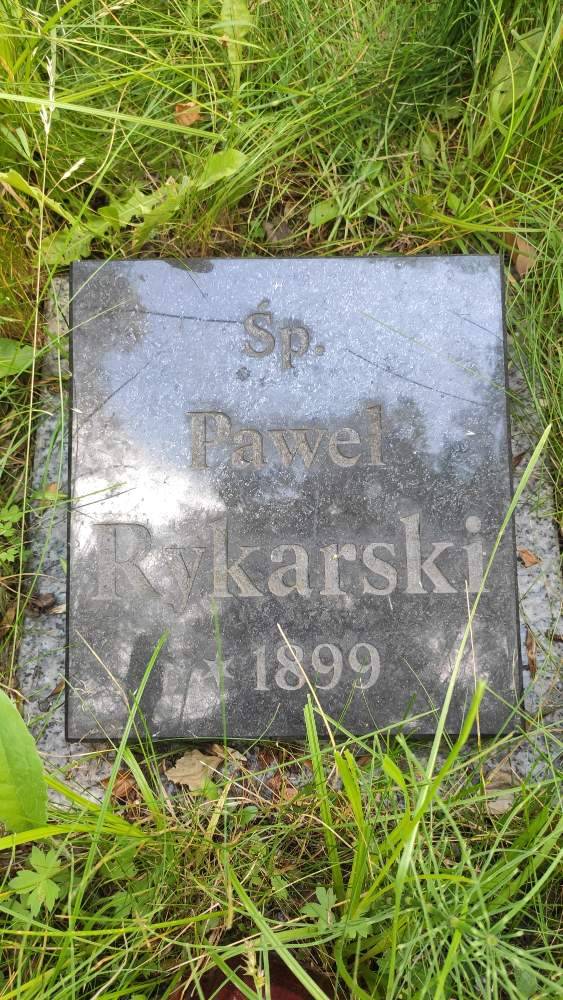 Śp.
Paweł
Rykarski
* 1899